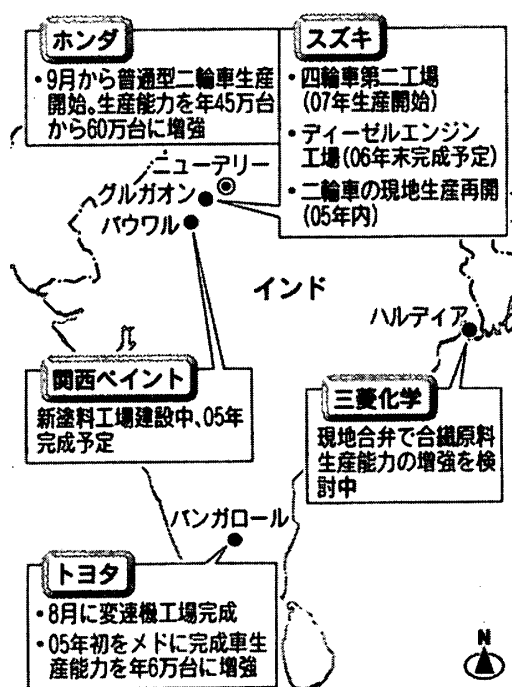 ホンダ
・9月から普通型二輪車生産
開始。生産能力を年45万台
から60万台に増強
スズキ
・四輪車第二工場
(07年生産開始)
・ディーゼルエンジン
工場(06年末完成予定)
・二輪車の現地生産再開
(05年内)
ニューデリー
グルガオン
バウワル
インド
ハルディア
関西ペイント
新塗料工場建設中、05年
完成予定
三菱化学
現地合弁で合繊原料
生産能力の増強を検
討中
バンガロール
トヨタ
・8月に変速機工場完成
・05年初をメドに完成車生
産能力を年6万台に増強
N